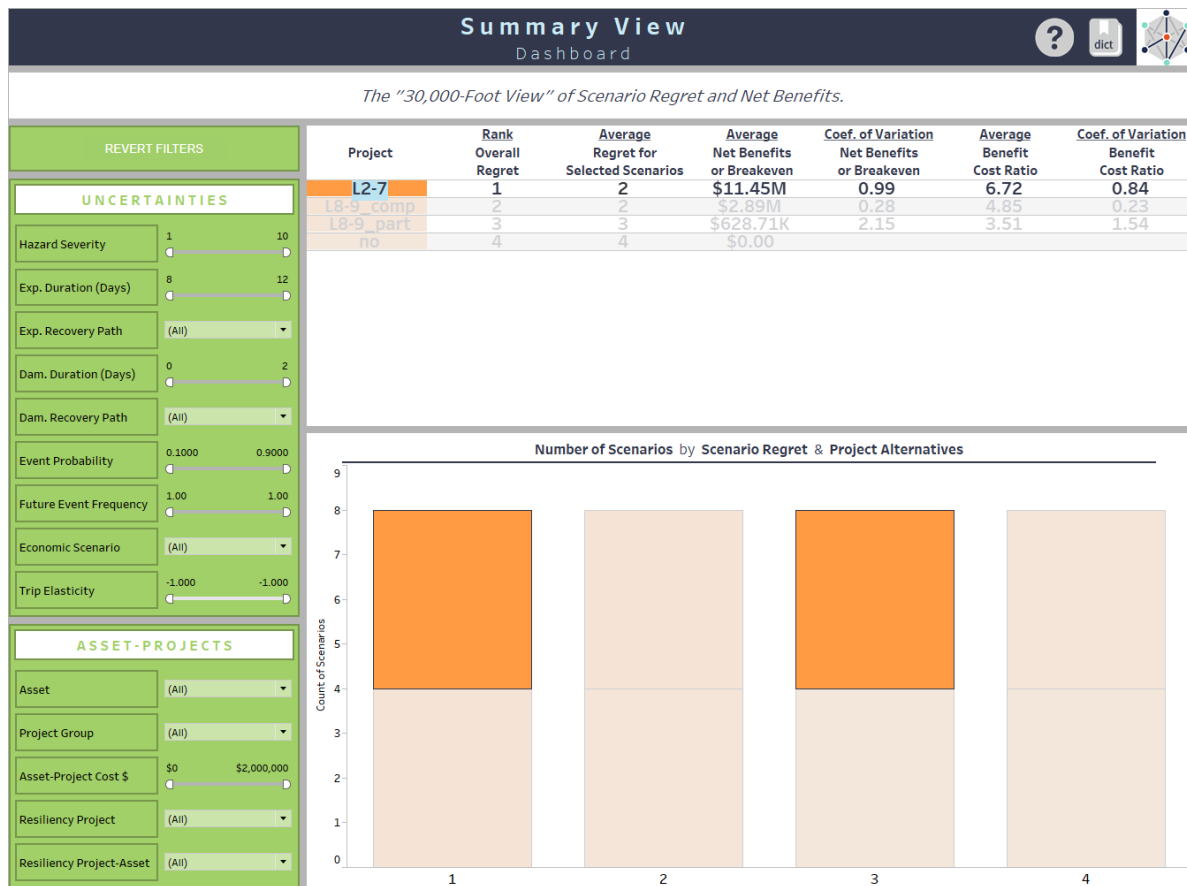 Summary View
Dashboard
?
dict
The "30,000-Foot View" of Scenario Regret and Net Benefits.
REVERT FILTERS
UNCERTAINTIES
Hazard Severity 1 10
Exp. Duration (Days) 8 12
Exp. Recovery Path (All)
Dam. Duration (Days) 0 2
Dam. Recovery Path (All)
Event Probability 0.1000 0.9000
Future Event Frequency 1.00 1.00
Economic Scenario (All)
Trip Elasticity -1.000 -1.000
ASSET-PROJECTS
Asset (All)
Project Group (All)
Asset-Project Cost $ $0 $2,000,000
Resiliency Project (All)
Resiliency Project-Asset (All)
Rank Average Average Coef. of Variation Average Coef. of Variation
Project Overall Regret for Net Benefits Net Benefits Benefit Benefit
Regret Selected Scenarios or Breakeven or Breakeven Cost Ratio Cost Ratio
L2-7 1 2 $11.45M 0.99 6.72 0.84
L8-9_comp 2 2 $2.89M 0.28 4.85 0.23
L8-9_part 3 3 $628.71K 2.15 3.51 1.54
no 4 4 $0.00
Number of Scenarios by Scenario Regret & Project Alternatives
Count of Scenarios
9
8
7
6
5
4
3
2
1
0
1 2 3 4